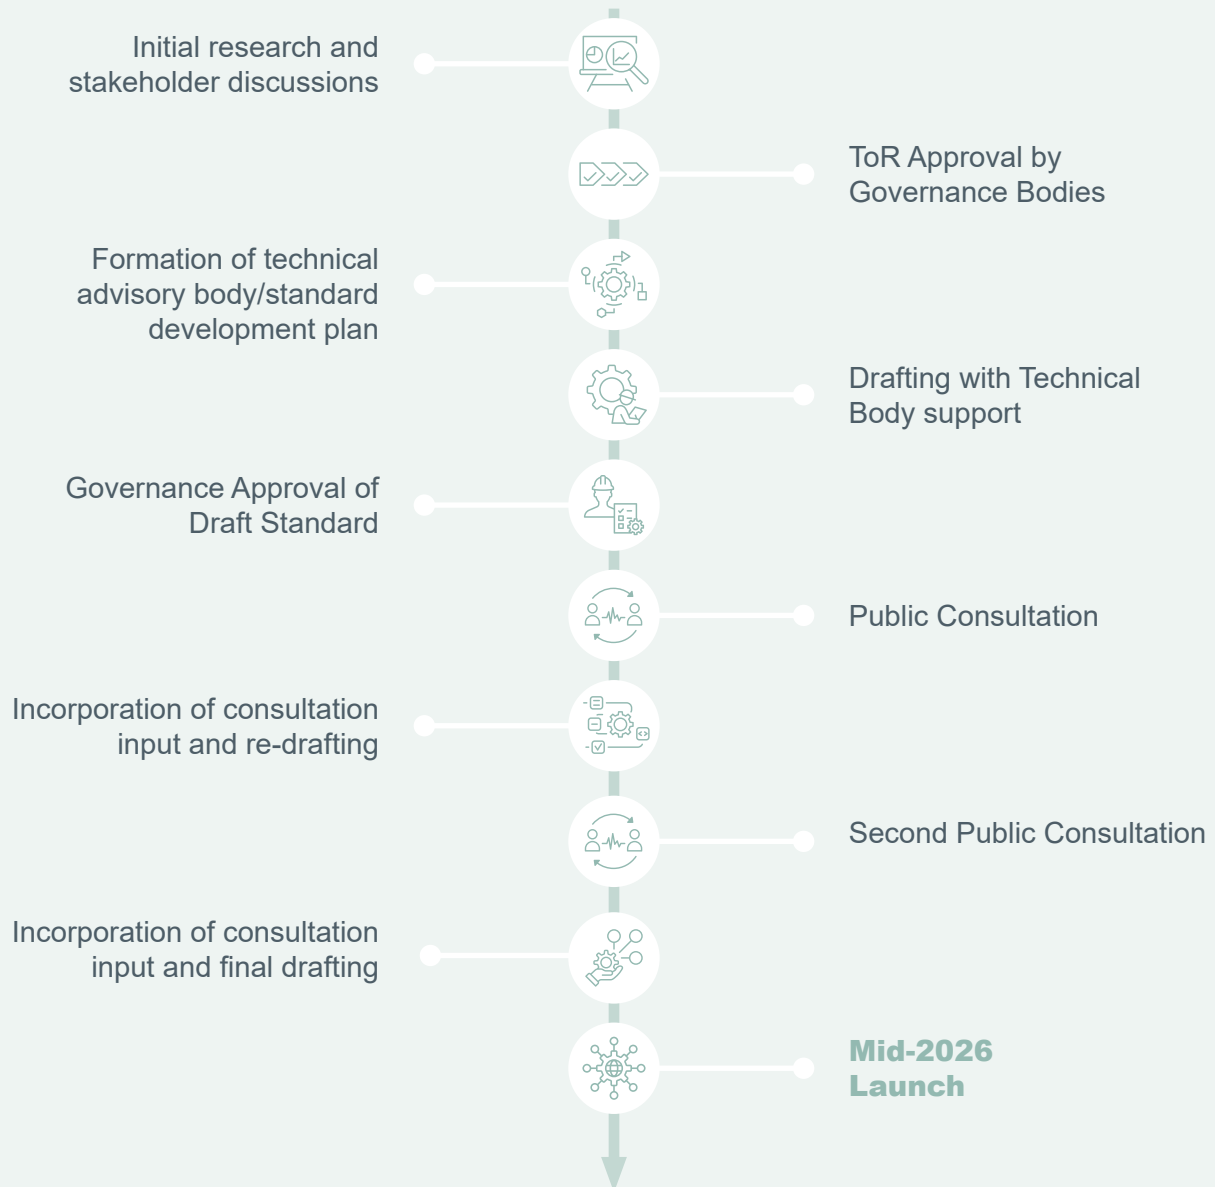 Initial research and
stakeholder discussions
ToR Approval by
Governance Bodies
Formation of technical
advisory body/standard
development plan
Drafting with Technical
Body support
Governance Approval of
Draft Standard
Public Consultation
Incorporation of consultation
input and re-drafting
Second Public Consultation
Incorporation of consultation
input and final drafting
Mid-2026
Launch